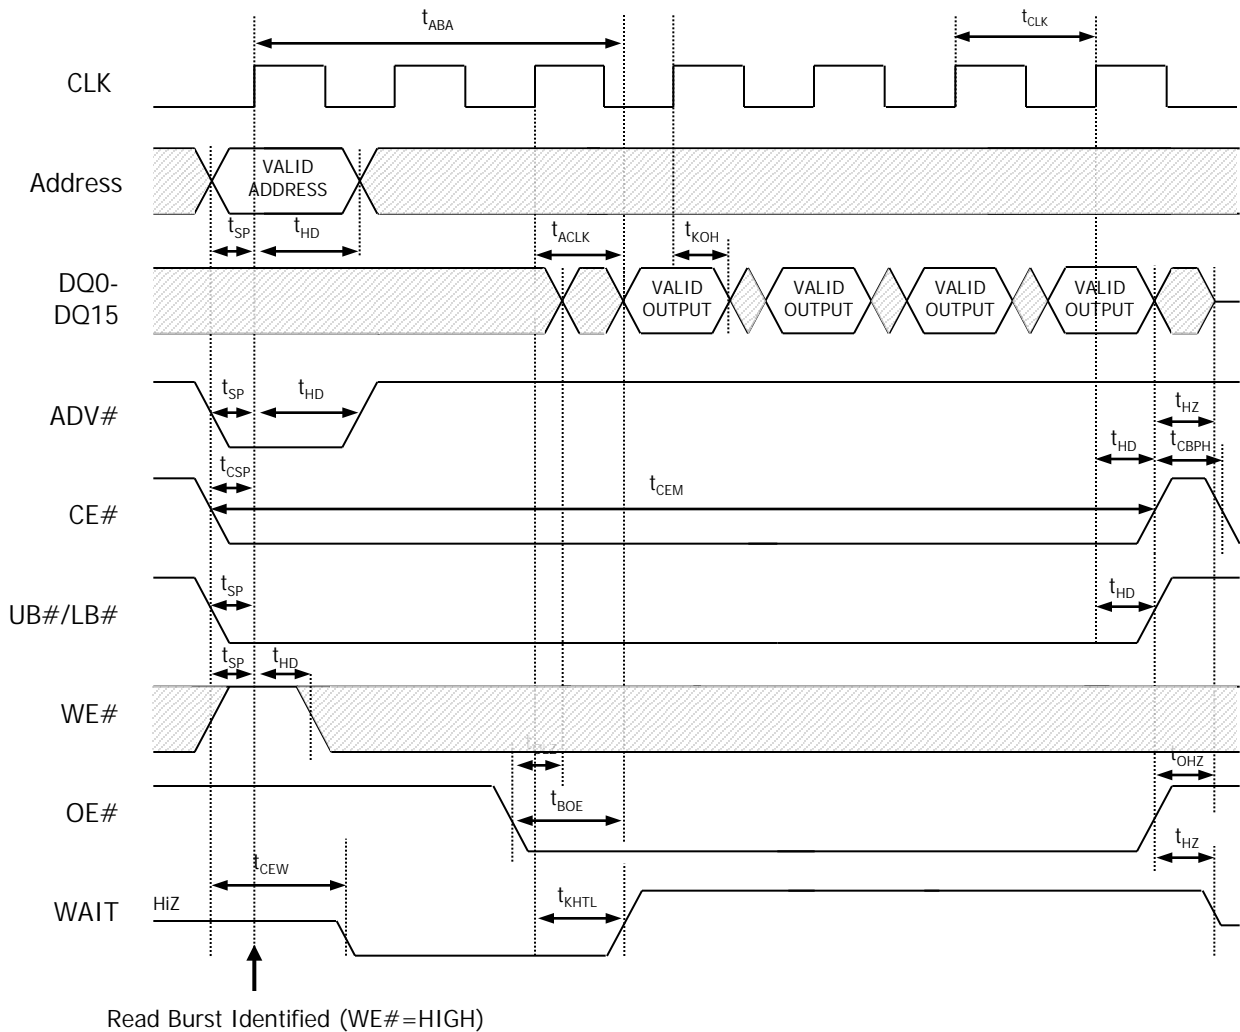 tABA
tCLK
CLK
Address
VALID
ADDRESS
tSP
tHD
tACLK
tKOH
DQ0-
DQ15
VALID
OUTPUT
VALID
OUTPUT
VALID
OUTPUT
VALID
OUTPUT
ADV#
tSP
tHD
tHZ
tHD
tCBPH
tCSP
tCEM
CE#
UB#/LB#
tSP
tHD
tSP
tHD
WE#
tOHZ
OE#
tBOE
tHZ
tCEW
WAIT
HiZ
tKHTL
Read Burst Identified (WE#=HIGH)